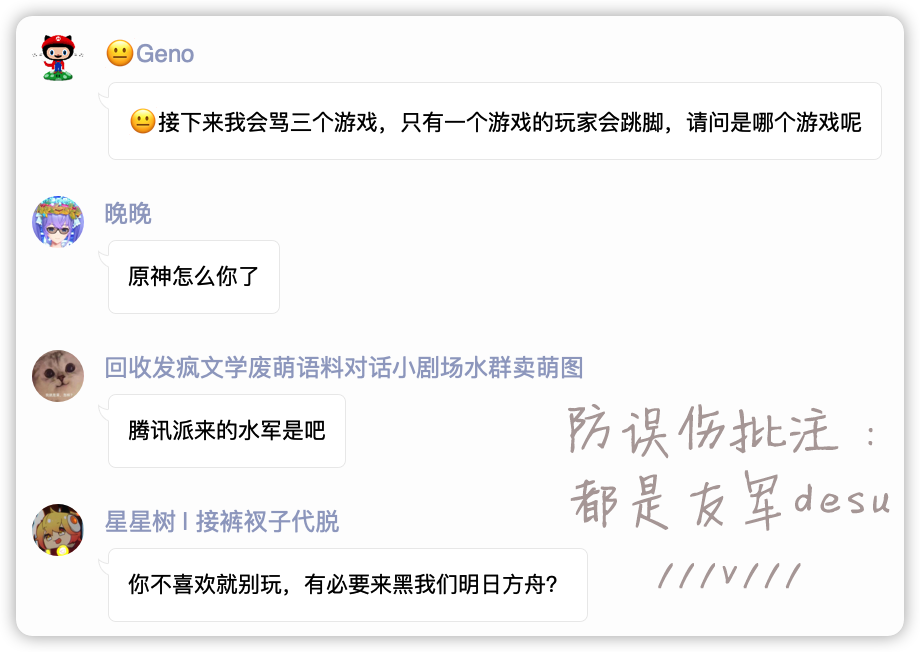 😐Geno
😐接下来我会骂三个游戏，只有一个游戏的玩家会跳脚，请问是哪个游戏呢
晚晚
原神怎么你了
回收发疯文学废萌语料对话小剧场水群卖萌图
腾讯派来的水军是吧
星星树 | 接裤衩子代脱
你不喜欢就别玩，有必要来黑我们明日方舟？
防误伤批注：
都是友军desu
///v///